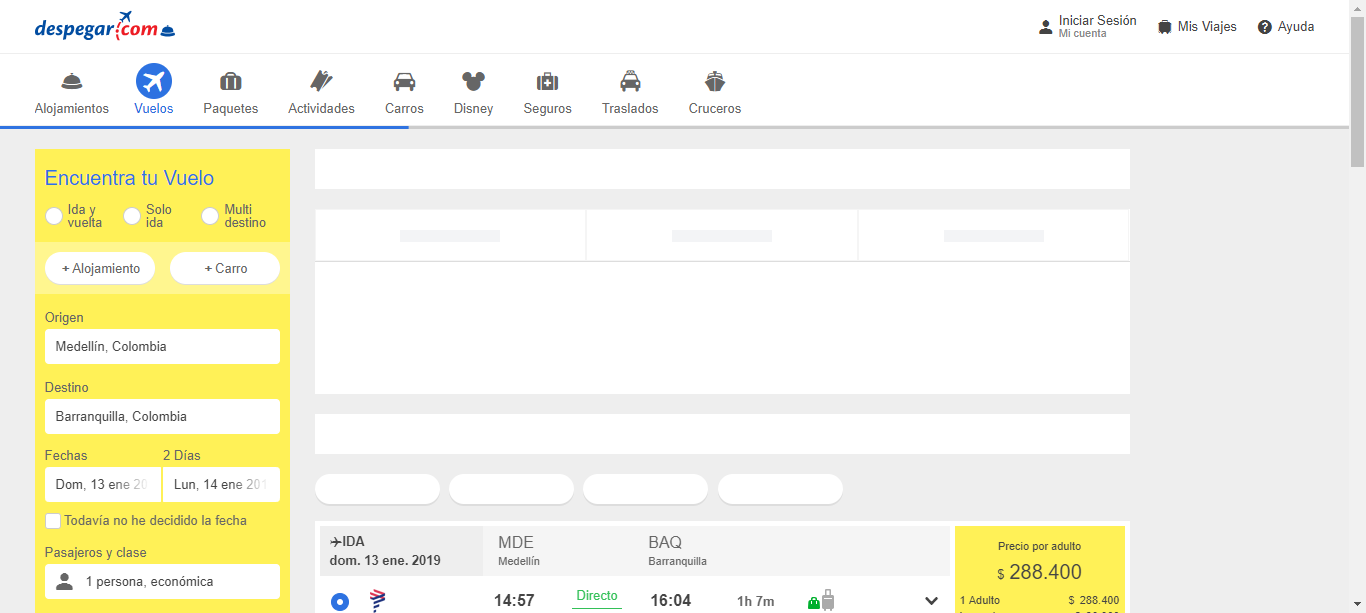 despegar.com
Iniciar Sesión
Mi cuenta
Mis Viajes
Ayuda
Alojamientos
Vuelos
Paquetes
Actividades
Carros
Disney
Seguros
Traslados
Cruceros
Encuentra tu Vuelo
Ida y
vuelta
Solo
ida
Multi
destino
+ Alojamiento
+ Carro
Origen
Medellín, Colombia
Destino
Barranquilla, Colombia
Fechas
2 Días
Dom, 13 ene 20
Lun, 14 ene 201
Todavía no he decidido la fecha
Pasajeros y clase
1 persona, económica
IDA
dom. 13 ene. 2019
MDE
Medellín
BAQ
Barranquilla
14:57
Directo
16:04
1h 7m
Precio por adulto
$ 288.400
1 Adulto $ 288.400